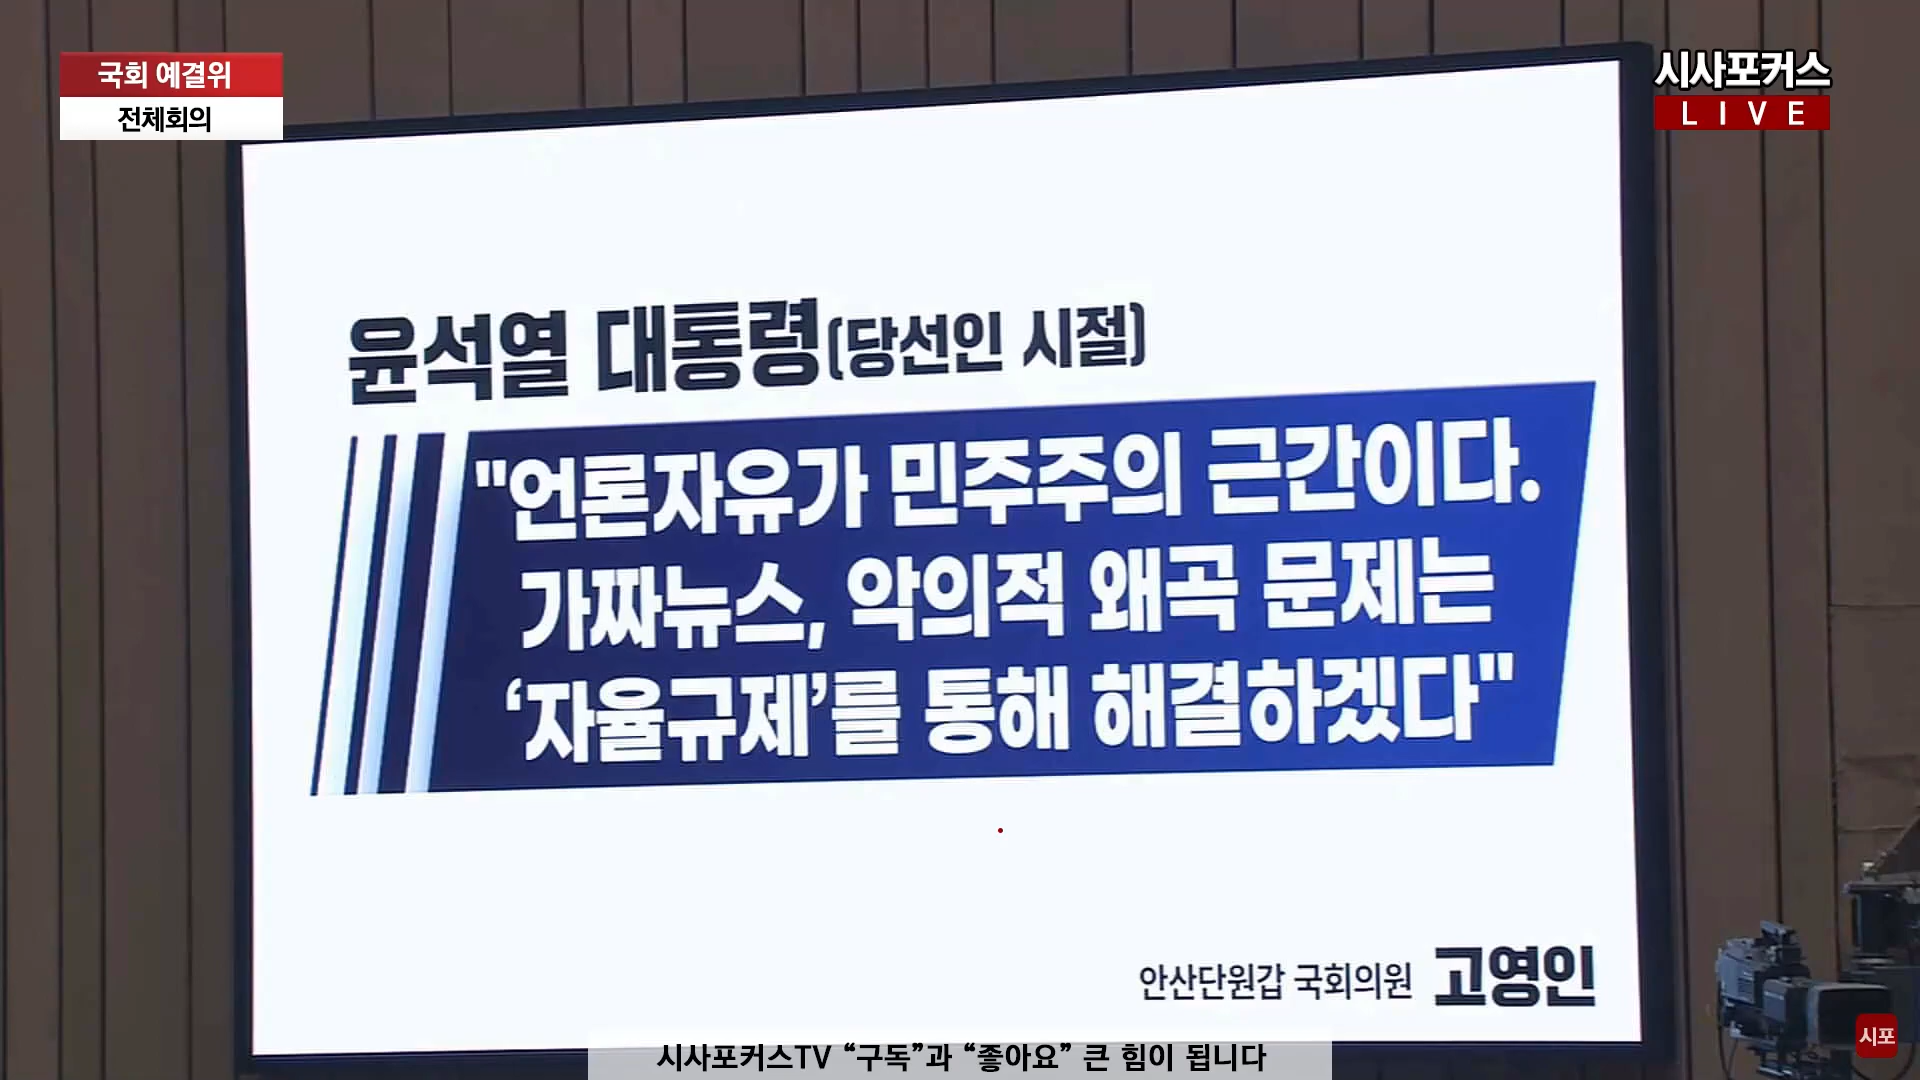 국회 예결위
전체회의
시사포커스
LIVE
윤석열 대통령(당선인 시절)
"언론자유가 민주주의 근간이다.
가짜뉴스, 악의적 왜곡 문제는
‘자율규제’를 통해 해결하겠다"
안산단원갑 국회의원 고영인
시포
시사포커스TV “구독”과 “좋아요” 큰 힘이 됩니다